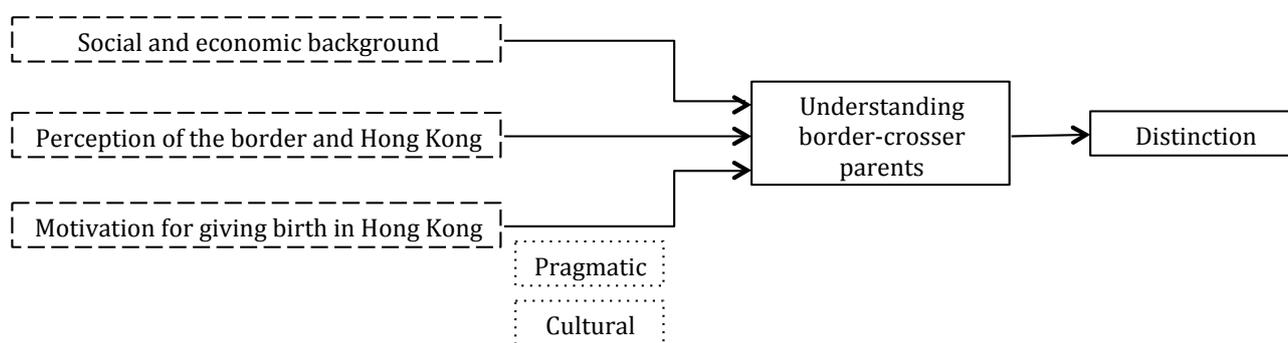 Social and economic background
Perception of the border and Hong Kong
Motivation for giving birth in Hong Kong
Pragmatic
Cultural
Understanding
border-crosser
parents
Distinction